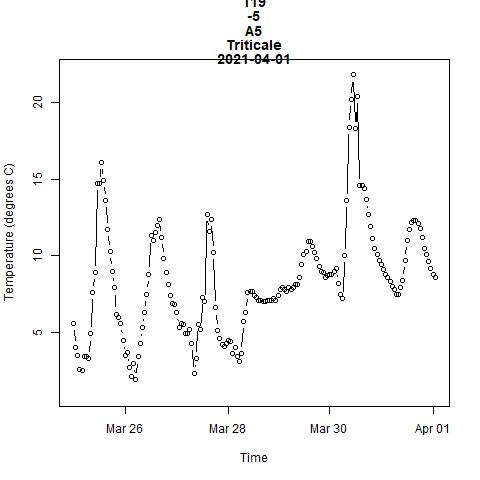 T19
-5
A5
Triticale
2021-04-01
20
15
10
5
Temperature (degrees C)
Mar 26
Mar 28
Mar 30
Apr 01
Time